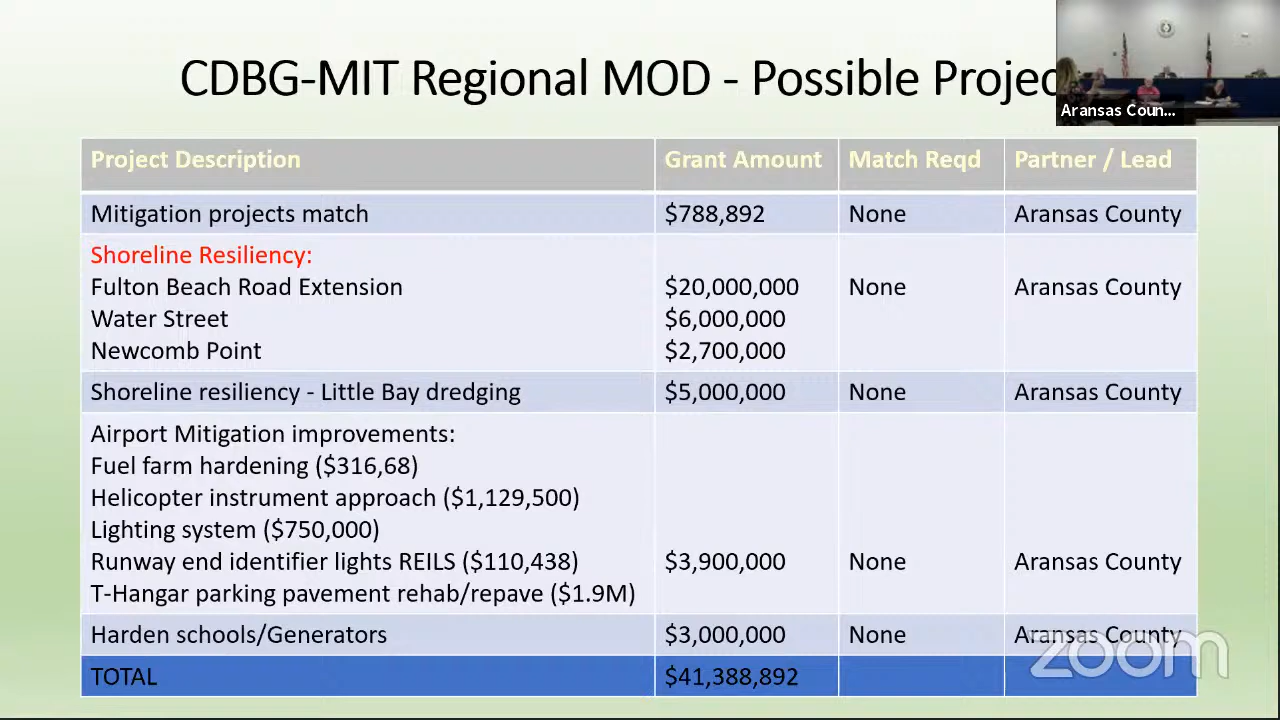 CDBG-MIT Regional MOD - Possible Projec
Aransas Coun...
Project Description Grant Amount Match Reqd Partner / Lead
Mitigation projects match $788,892 None Aransas County
Shoreline Resiliency:
Fulton Beach Road Extension $20,000,000 None Aransas County
Water Street $6,000,000
Newcomb Point $2,700,000
Shoreline resiliency - Little Bay dredging $5,000,000 None Aransas County
Airport Mitigation improvements:
Fuel farm hardening ($316,68)
Helicopter instrument approach ($1,129,500)
Lighting system ($750,000)
Runway end identifier lights REILS ($110,438) $3,900,000 None Aransas County
T-Hangar parking pavement rehab/repave ($1.9M)
Harden schools/Generators $3,000,000 None Aransas County
zoom
TOTAL $41,388,892